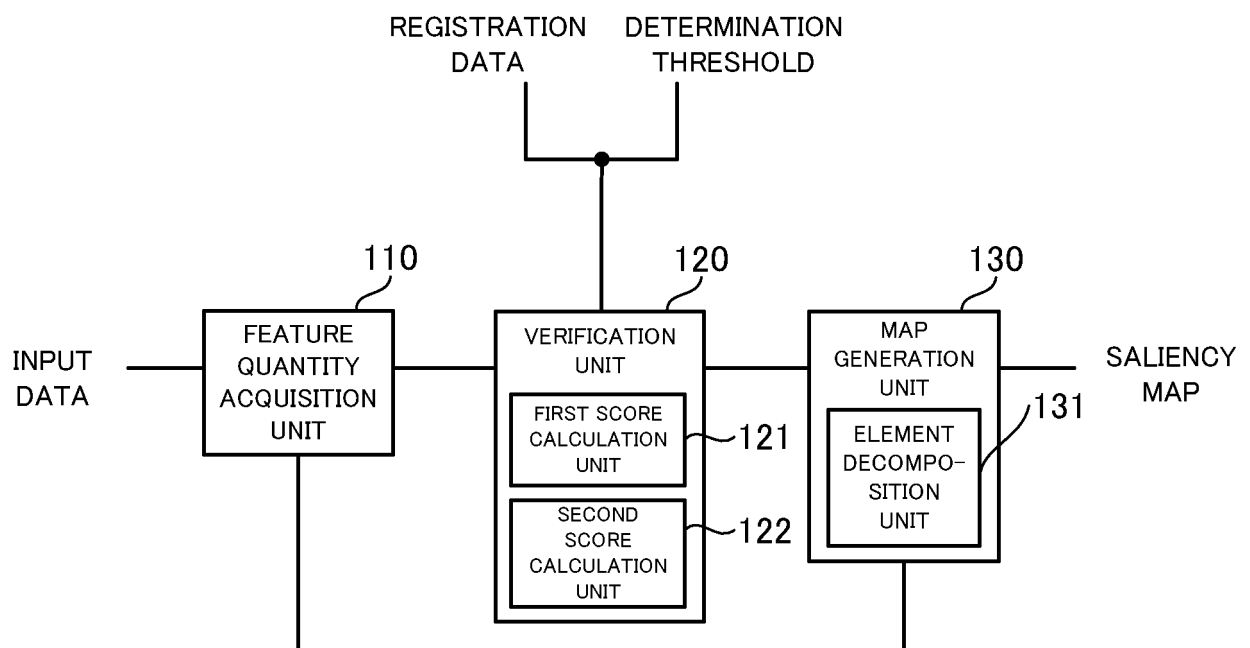 REGISTRATION
DATA
DETERMINATION
THRESHOLD
110
120
130
INPUT
DATA
FEATURE
QUANTITY
ACQUISITION
UNIT
VERIFICATION
UNIT
FIRST SCORE
CALCULATION
UNIT
121
SECOND
SCORE
CALCULATION
UNIT
122
MAP
GENERATION
UNIT
ELEMENT
DECOMPO-
SITION
UNIT
131
SALIENCY
MAP